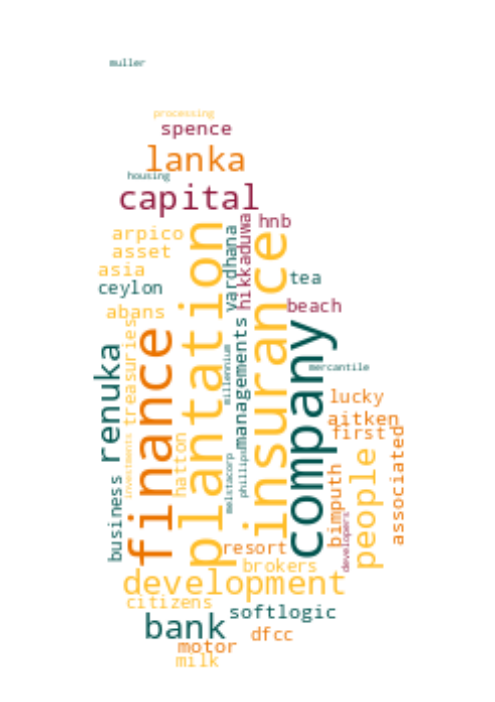 muller
processing
spence
lanka
housing
capital
hnb
arpico
asset
asia
ceylon
abans
plantation
vardhana
hikkaduwa
insurance
tea
beach
company
mercantile
renuka
treasuries
finance
millennium
managements
lucky
aitken
first
associated
people
business
investments
hatton
melstacorp
phillips
bimputh
developers
resort
brokers
development
citizens
softlogic
bank
dfcc
motor
milk